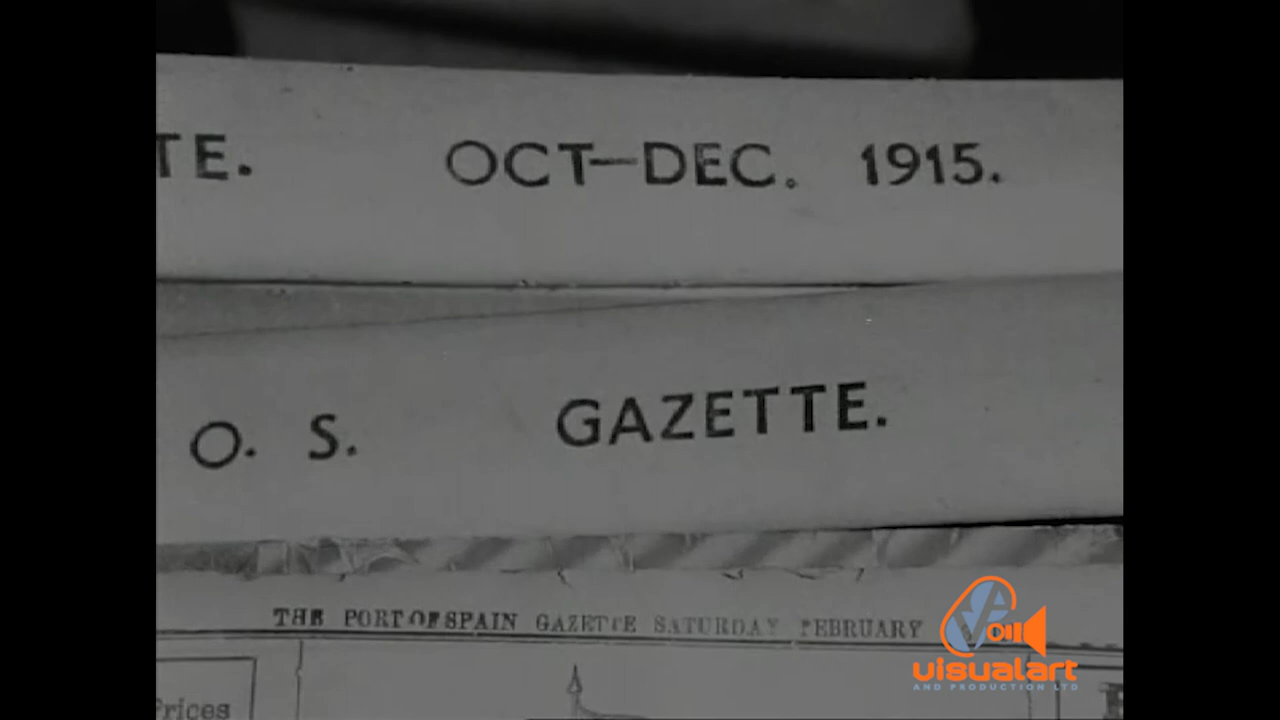 TE. OCT—DEC. 1915.
O. S. GAZETTE.
THE PORT OF SPAIN GAZETTE SATURDAY FEBRUARY
Prices
visualart
AND PRODUCTION LTD